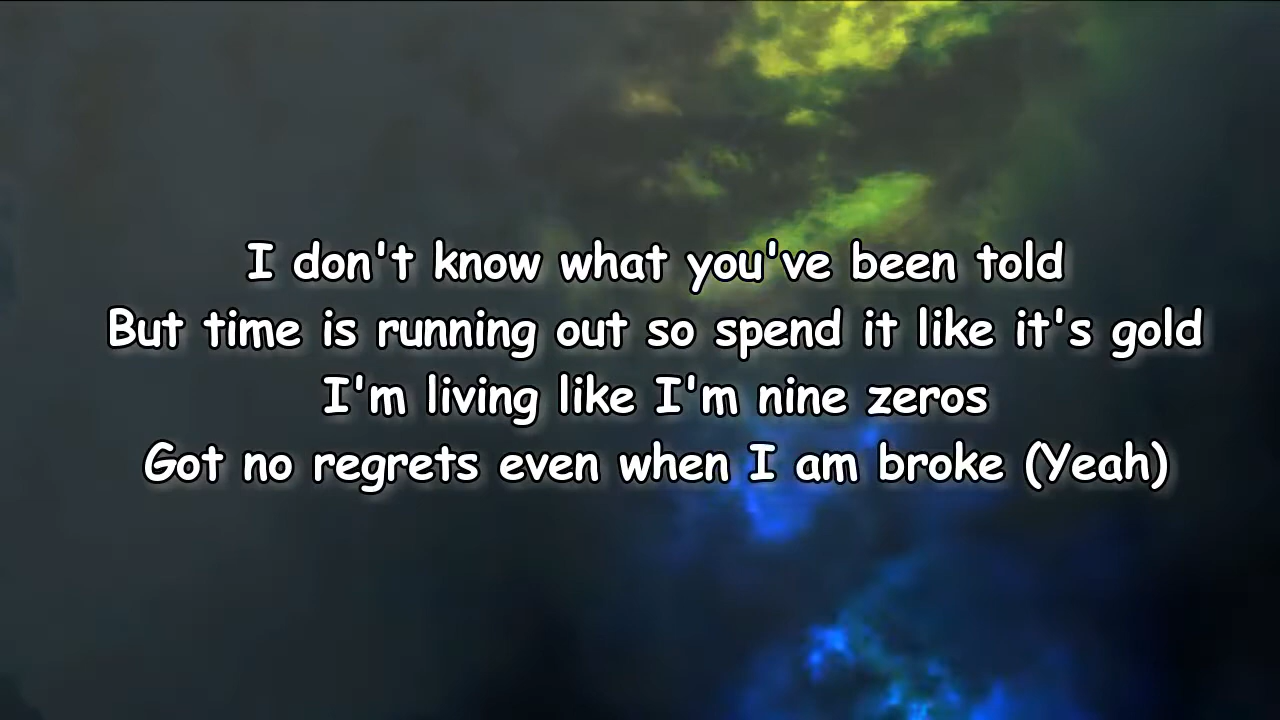 I don't know what you've been told
But time is running out so spend it like it's gold
I'm living like I'm nine zeros
Got no regrets even when I am broke (Yeah)